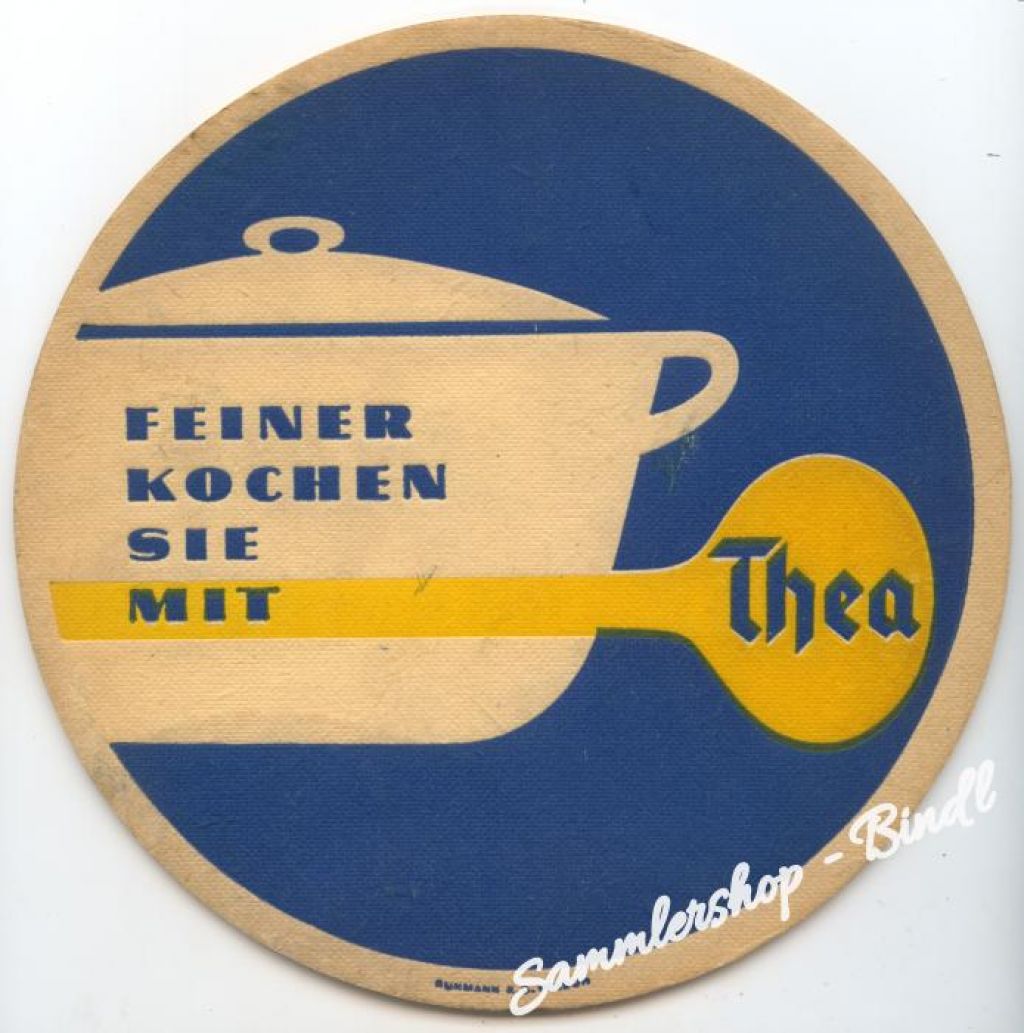 FEINER
KOCHEN
SIE
MIT
Thea
Sammlershop - Bindl